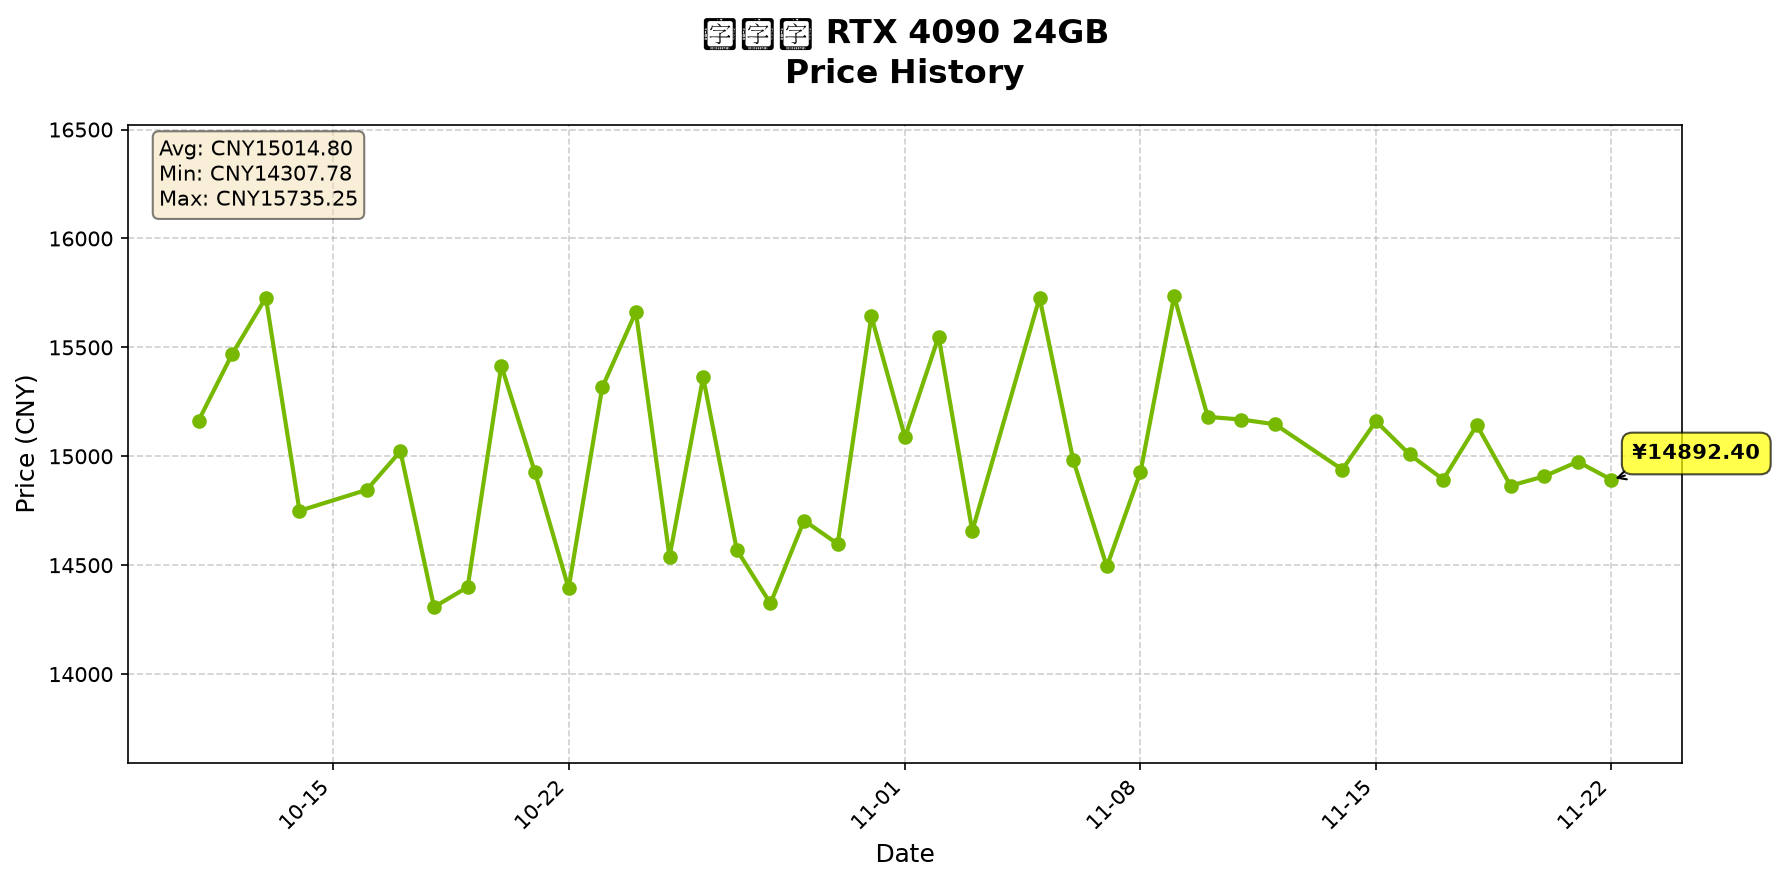 RTX 4090 24GB
Price History
Avg: CNY15014.80
Min: CNY14307.78
Max: CNY15735.25
16500
16000
15500
15000
14500
14000
Price (CNY)
¥14892.40
10-15
10-22
11-01
11-08
11-15
11-22
Date